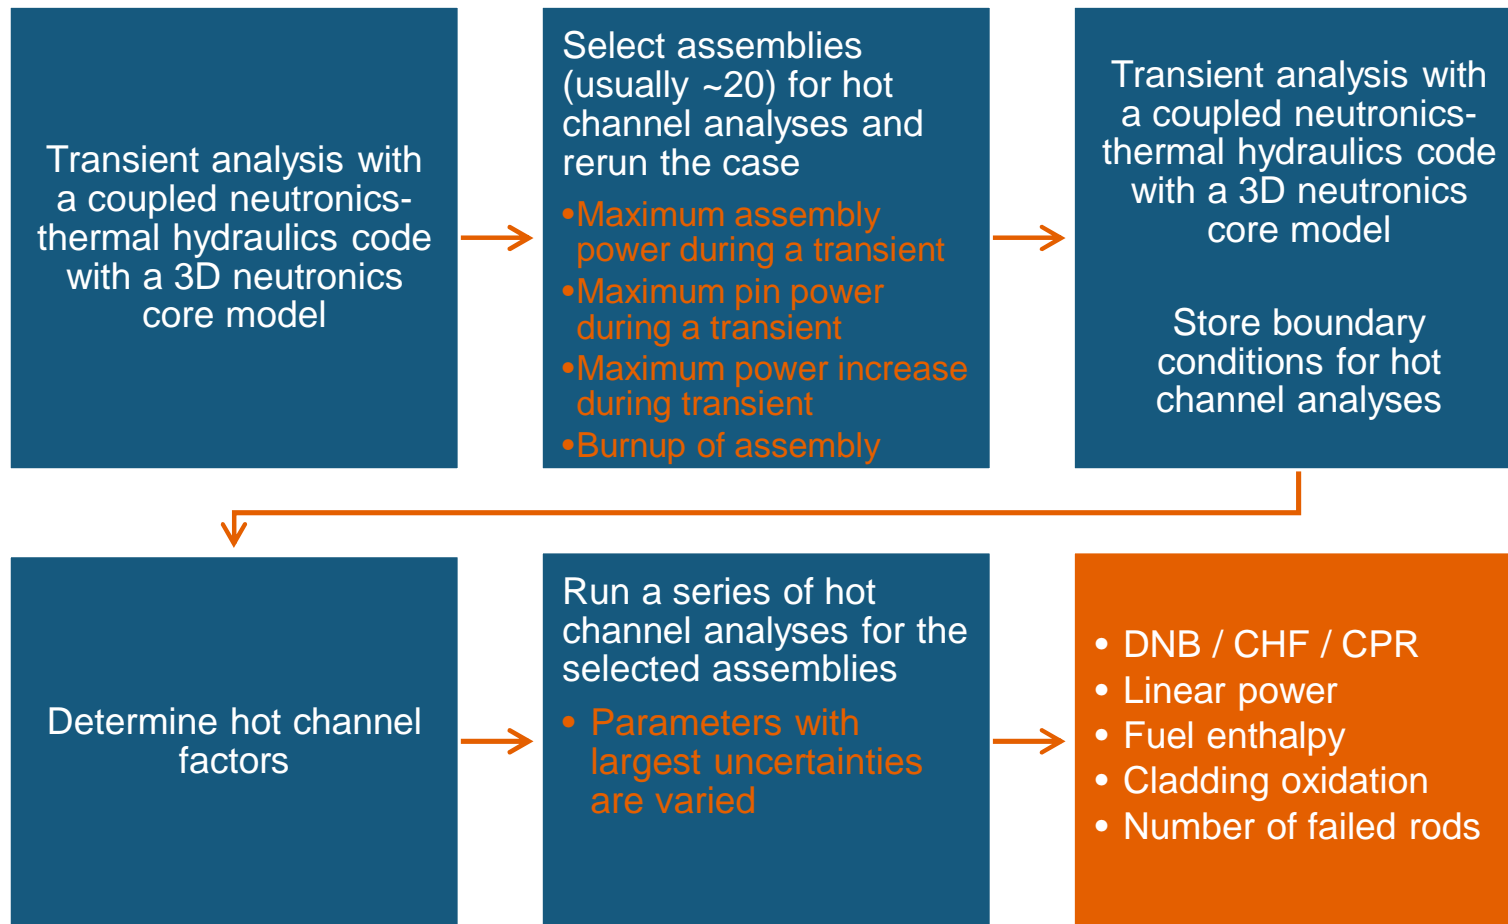 Transient analysis with
a coupled neutronics-
thermal hydraulics code
with a 3D neutronics
core model
Select assemblies
(usually ~20) for hot
channel analyses and
rerun the case
•Maximum assembly
power during a transient
•Maximum pin power
during a transient
•Maximum power increase
during transient
•Burnup of assembly
Transient analysis with
a coupled neutronics-
thermal hydraulics code
with a 3D neutronics
core model
Store boundary
conditions for hot
channel analyses
Determine hot channel
factors
Run a series of hot
channel analyses for the
selected assemblies
• Parameters with
largest uncertainties
are varied
• DNB / CHF / CPR
• Linear power
• Fuel enthalpy
• Cladding oxidation
• Number of failed rods